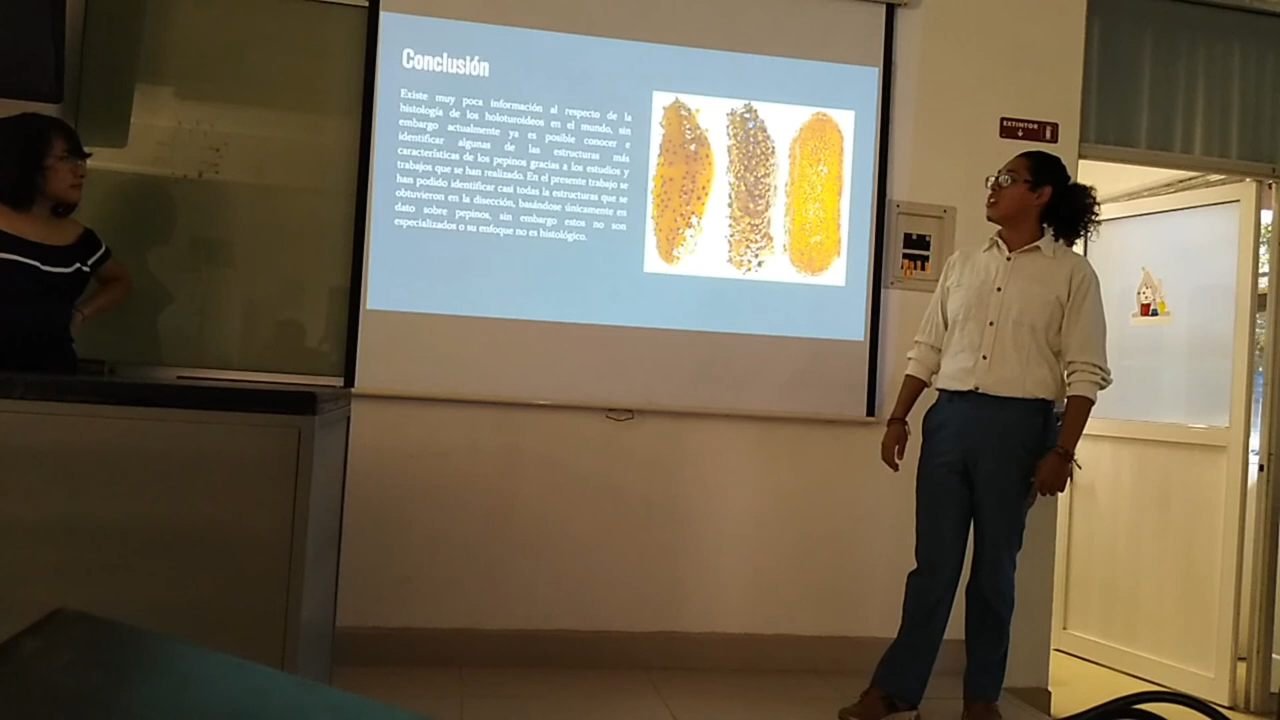 Conclusión
Existe muy poca información al respecto de la
histología de los holoturoideos en el mundo, sin
embargo actualmente ya es posible conocer e
identificar algunas de las estructuras más
características de los pepinos gracias a los estudios y
trabajos que se han realizado. En el presente trabajo se
han podido identificar casi todas la estructuras que se
obtuvieron en la disección, basándose únicamente en
dato sobre pepinos, sin embargo estos no son
especializados o su enfoque no es histológico.
EXTINTOR